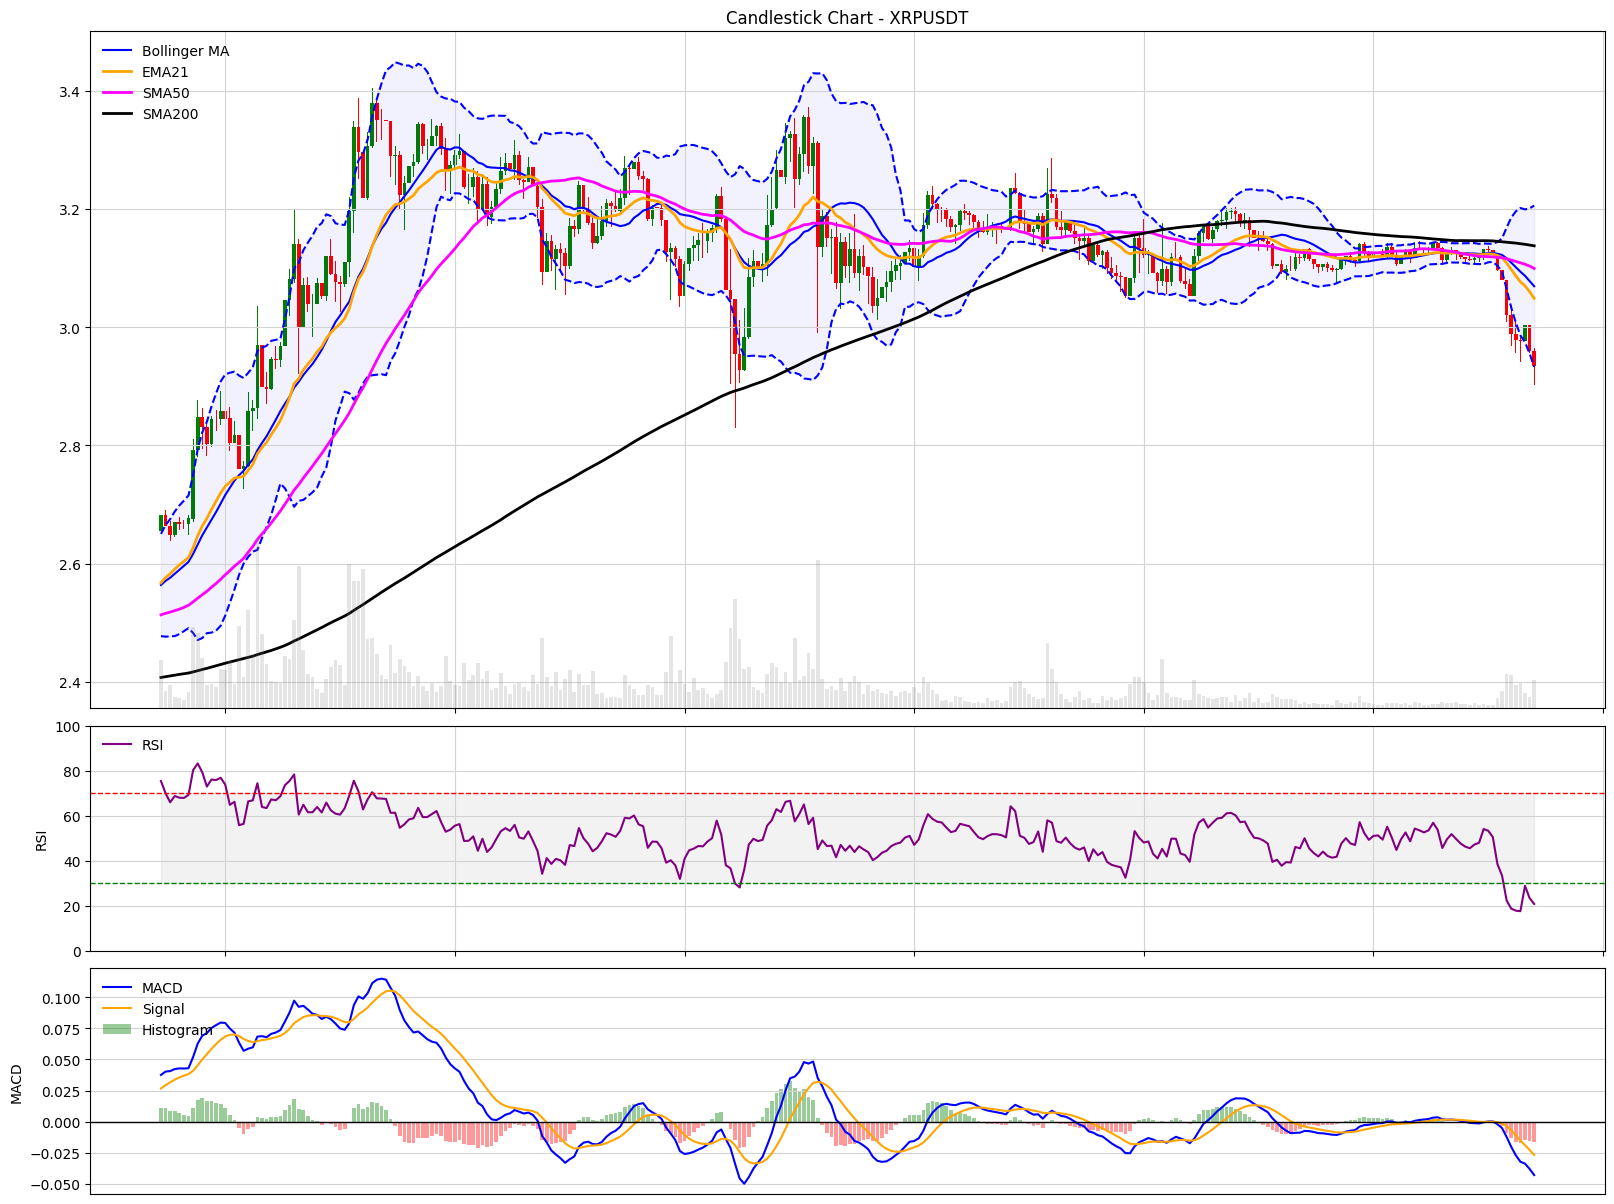 Candlestick Chart - XRPUSDT
Bollinger MA
EMA21
SMA50
SMA200
3.4
3.2
3.0
2.8
2.6
2.4
RSI
100
80
60
40
20
0
RSI
MACD
Signal
Histogram
0.100
0.075
0.050
0.025
0.000
−0.025
−0.050
MACD